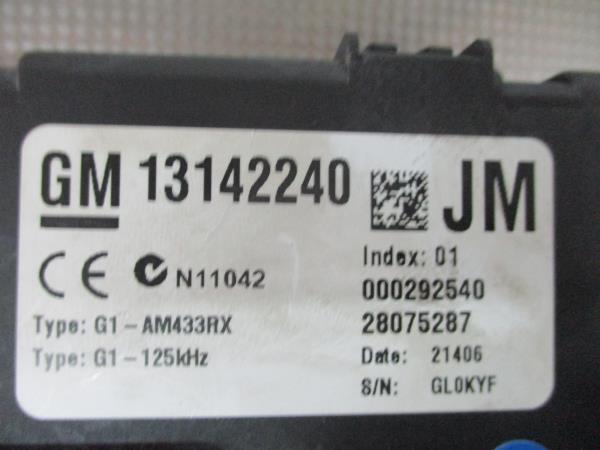 GM 13142240 JM
Index: 01
CE N11042
000292540
Type: G1-AM433RX
28075287
Type: G1-125kHz
Date: 21406
S/N: GL0KYF